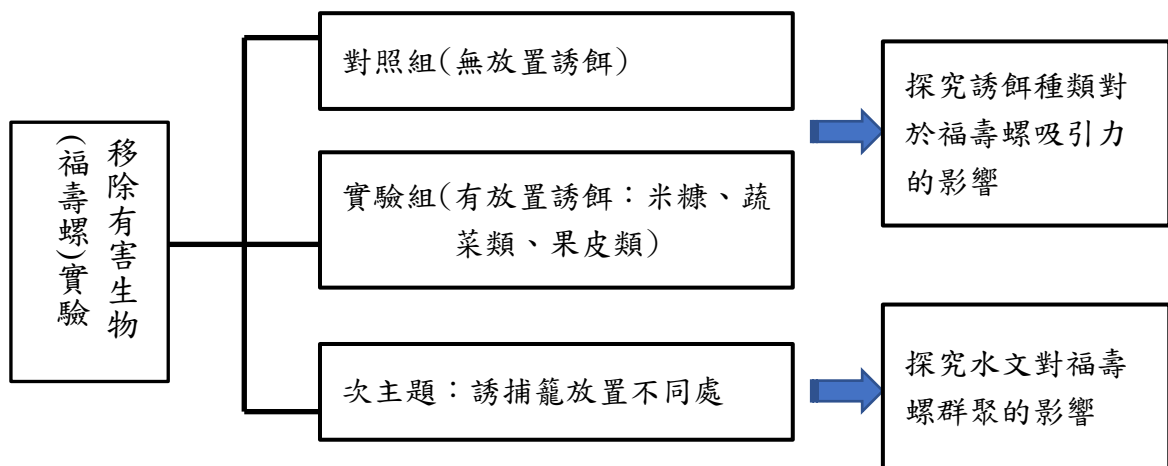 移除有害生物
(福壽螺)實驗
對照組(無放置誘餌)
實驗組(有放置誘餌：米糠、蔬
菜類、果皮類)
次主題：誘捕籠放置不同處
探究誘餌種類對
於福壽螺吸引力
的影響
探究水文對福壽
螺群聚的影響